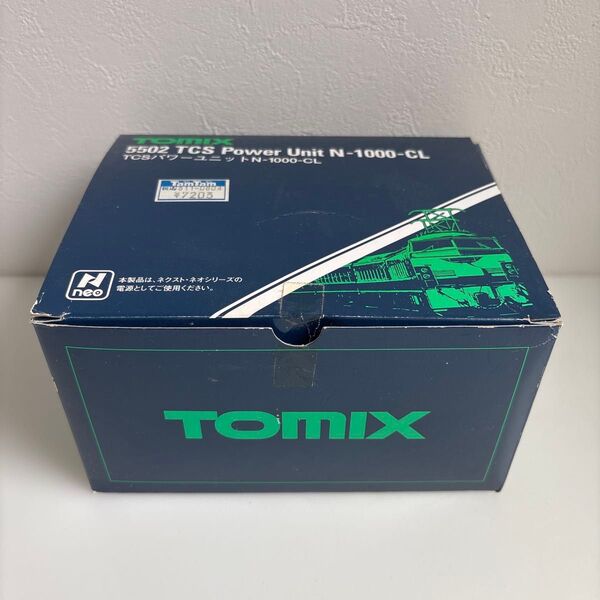 TOMIX
5502 TCS Power Unit N-1000-CL
TCSパワーユニットN-1000-CL
TamTam
¥7203
N
neo
本製品は、ネクスト・ネオシリーズの
電源としてご使用ください。
TOMIX